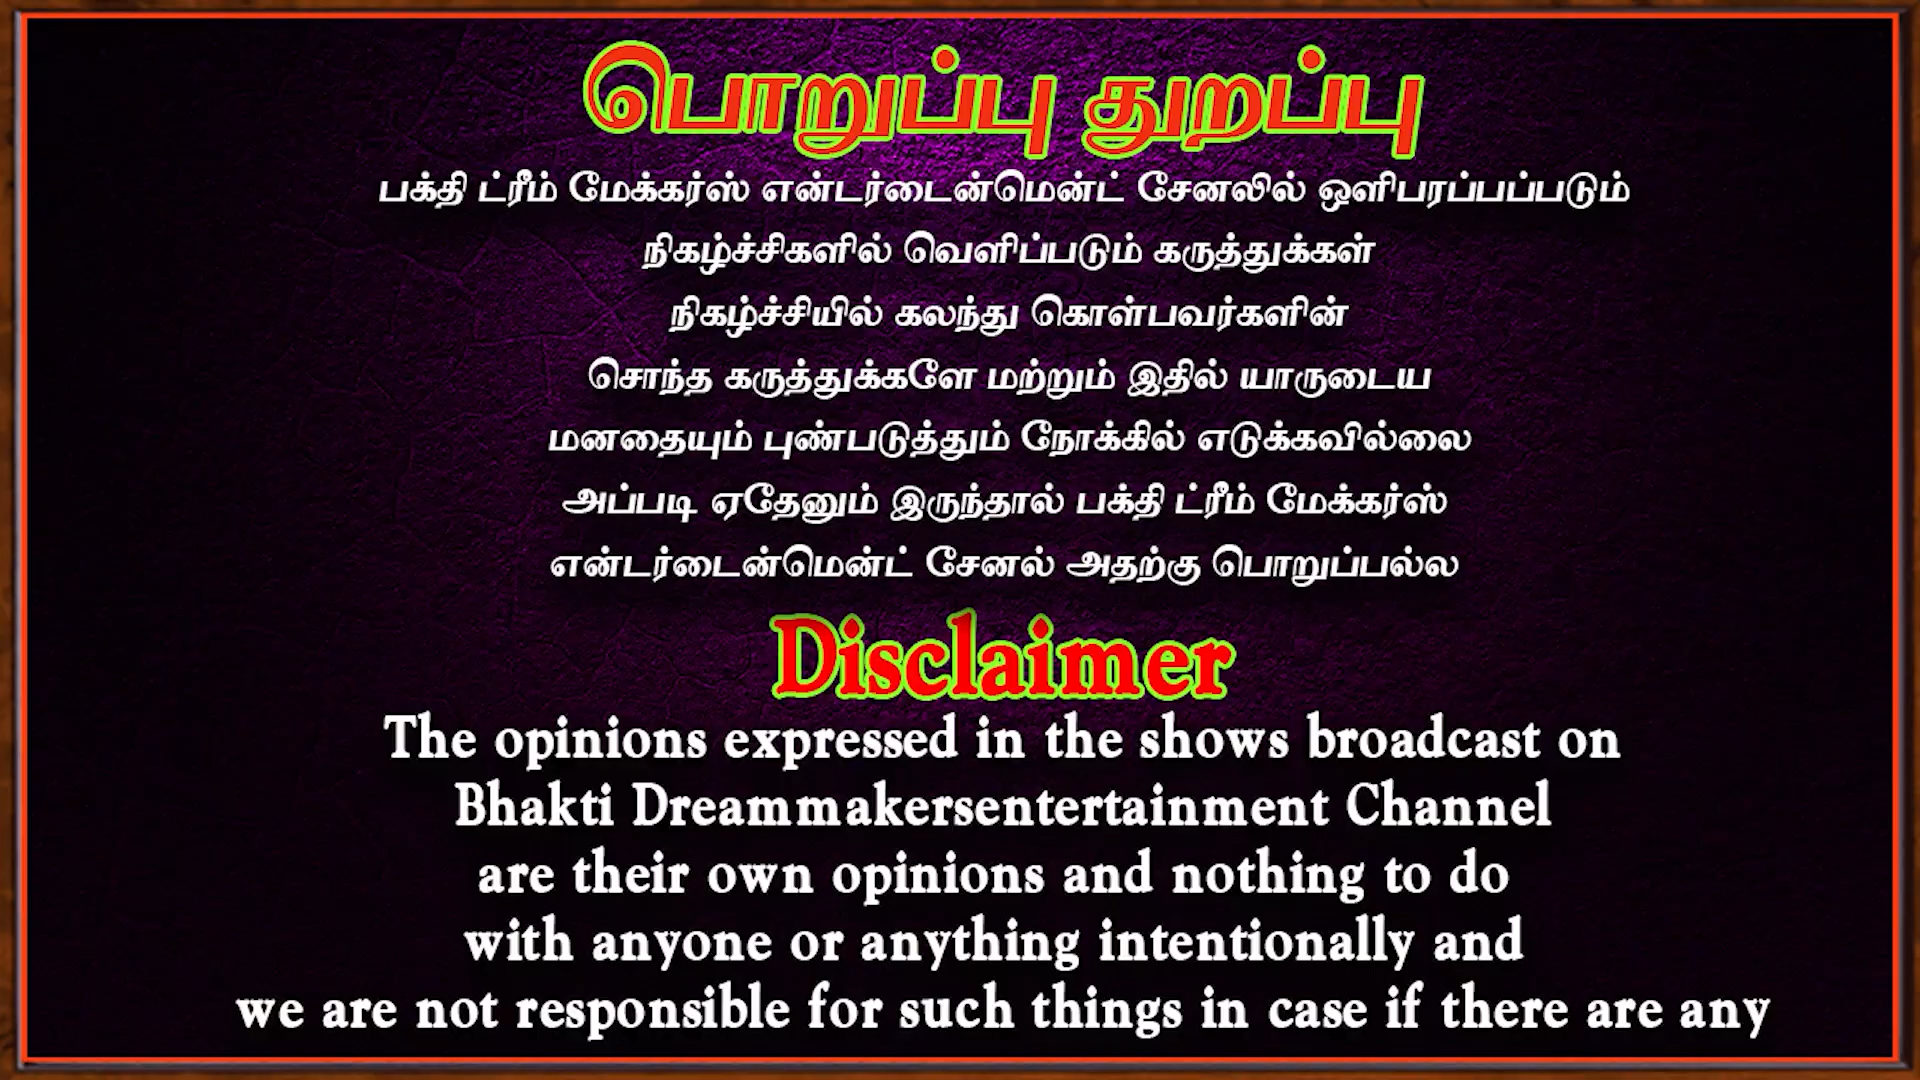 பொறுப்பு துறப்பு
பக்தி ட்ரீம் மேக்கர்ஸ் என்டர்டைன்மென்ட் சேனலில் ஒளிபரப்பப்படும்
நிகழ்ச்சிகளில் வெளிப்படும் கருத்துக்கள்
நிகழ்ச்சியில் கலந்து கொள்பவர்களின்
சொந்த கருத்துக்களே மற்றும் இதில் யாருடைய
மனதையும் புண்படுத்தும் நோக்கில் எடுக்கவில்லை
அப்படி ஏதேனும் இருந்தால் பக்தி ட்ரீம் மேக்கர்ஸ்
என்டர்டைன்மென்ட் சேனல் அதற்கு பொறுப்பல்ல
Disclaimer
The opinions expressed in the shows broadcast on
Bhakti Dreammakersentertainment Channel
are their own opinions and nothing to do
with anyone or anything intentionally and
we are not responsible for such things in case if there are any